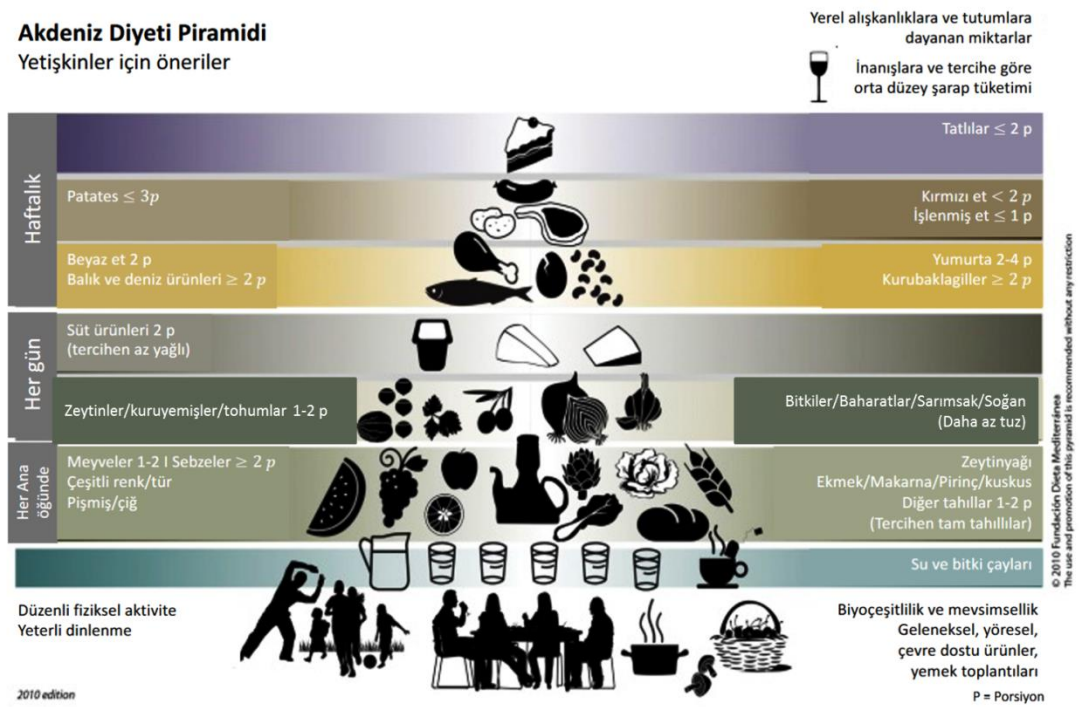 Akdeniz Diyeti Piramidi
Yetişkinler için öneriler
Yerel alışkanlıklara ve tutumlara
dayanan miktarlar
İnanışlara ve tercihe göre
orta düzey şarap tüketimi
Haftalık
Tatlılar ≤ 2 p
Patates ≤ 3p
Kırmızı et < 2 p
İşlenmiş et ≤ 1 p
Beyaz et 2 p
Balık ve deniz ürünleri ≥ 2 p
Yumurta 2-4 p
Kurubaklagiller ≥ 2 p
Her gün
Süt ürünleri 2 p
(tercihen az yağlı)
Zeytinler/kuruyemişler/tohumlar 1-2 p
Bitkiler/Baharatlar/Sarımsak/Soğan
(Daha az tuz)
Her Ana
öğünde
Meyveler 1-2 I Sebzeler ≥ 2 p
Çeşitli renk/tür
Pişmiş/çiğ
Zeytinyağı
Ekmek/Makarna/Pirinç/kuskus
Diğer tahıllar 1-2 p
(Tercihen tam tahıllılar)
Su ve bitki çayları
Düzenli fiziksel aktivite
Yeterli dinlenme
Biyoçeşitlilik ve mevsimsellik
Geleneksel, yöresel,
çevre dostu ürünler,
yemek toplantıları
2010 edition
P = Porsiyon
© 2010 Fundación Dieta Mediterránea
The use and promotion of this pyramid is recommended without any restriction